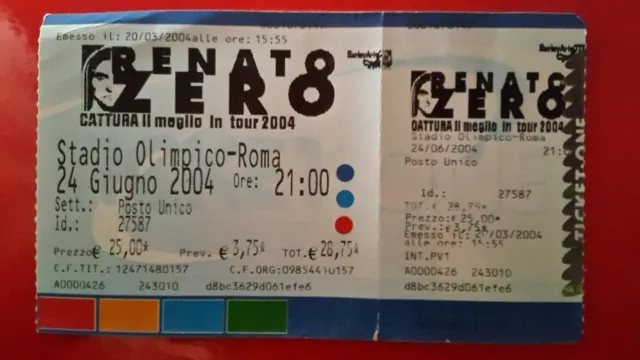 Emesso il: 20/03/2004 alle ore: 15:55
RENATO
ZERO
CATTURA il meglio in tour 2004
Stadio Olimpico-Roma
24 Giugno 2004 Ore: 21:00
Sett.: Posto Unico
Id.: 27587
Prezzo€ 25,00* Prev. € 3,75* TOT.€ 28,75*
C.F.TIT.: 12471480157 C.F.ORG:09854410157
A0000426 243010 d8bc3629d061efe6
RENATO
ZERO
CATTURA il meglio in tour 2004
Stadio Olimpico-Roma
24/06/2004 21:
Posto Unico
Id.: 27587
TOT.€ 28,75*
Prezzo:€ 25,00*
Prev.:€ 3,75*
Emesso il: 20/03/2004
alle ore: 15:55
INT.PV1
A0000426 243010
d8bc3629d061efe6
TICKET ONE